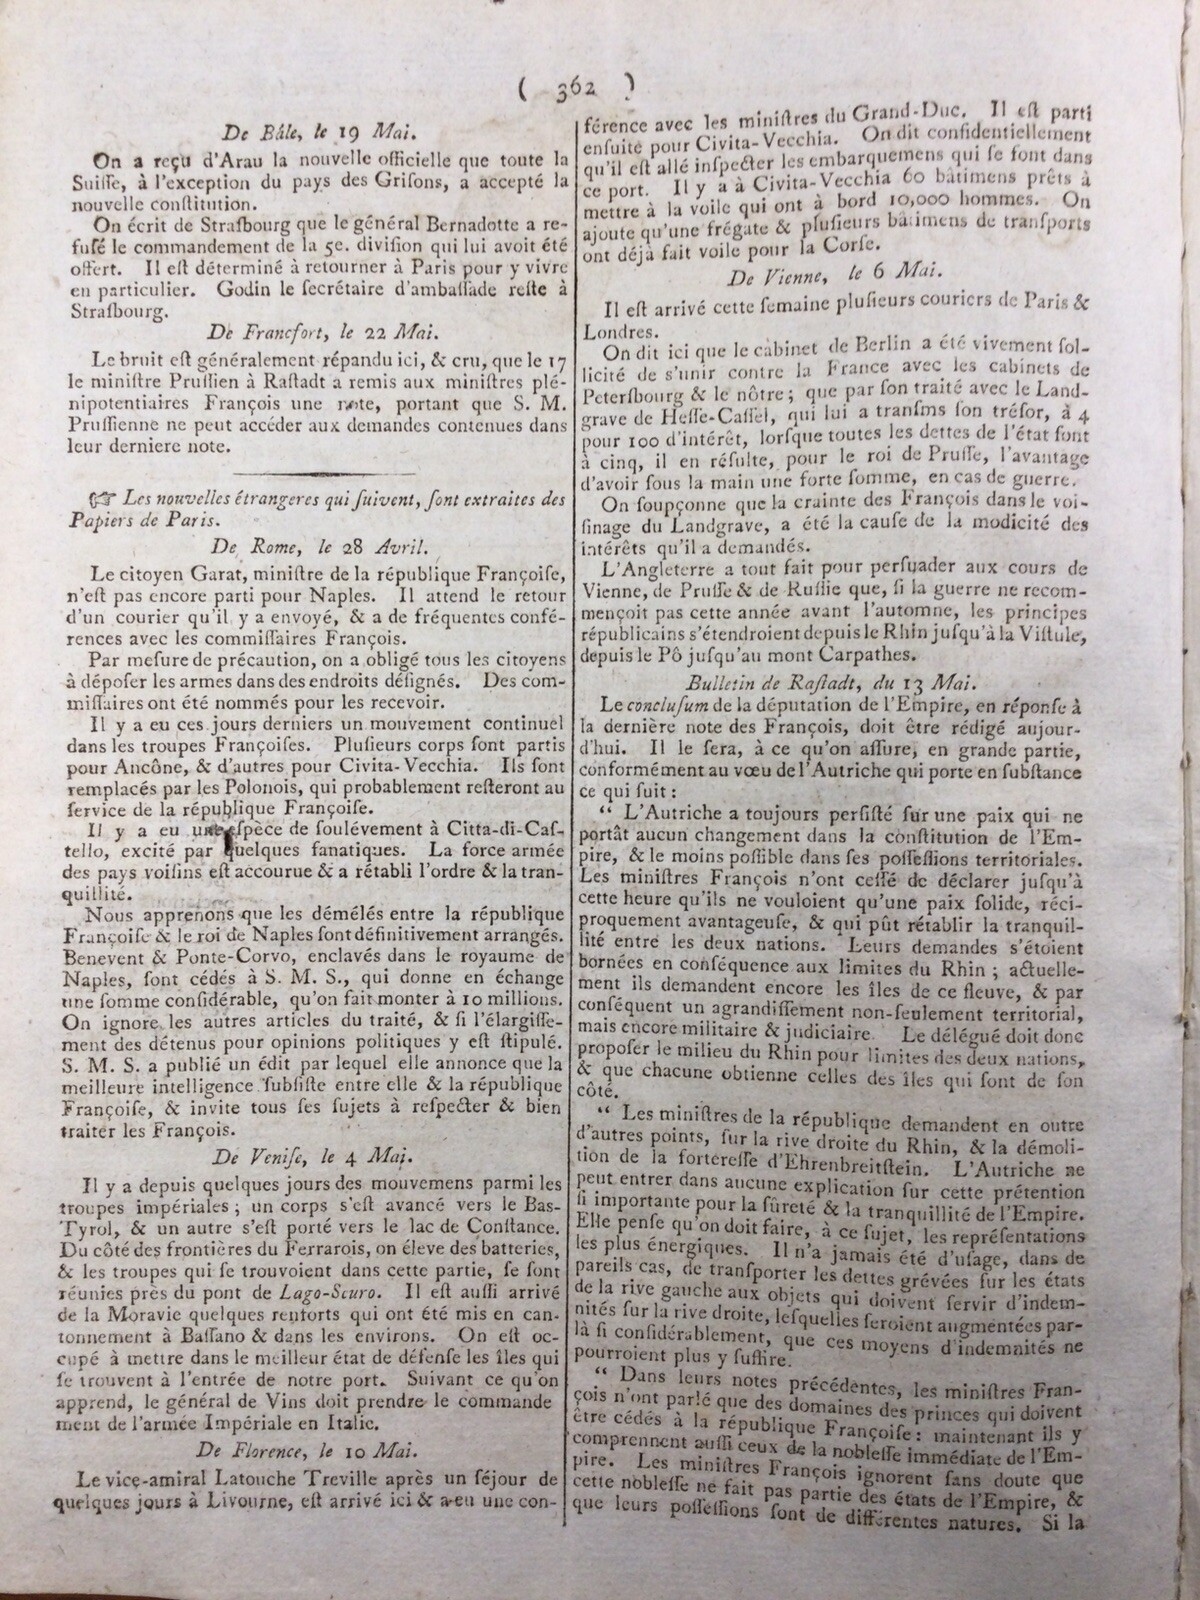 ( 362 )
De Bâle, le 19 Mai.
On a reçu d'Arau la nouvelle officielle que toute la
Suiſſe, à l'exception du pays des Griſons, a accepté la
nouvelle conſtitution.
On écrit de Straſbourg que le général Bernadotte a re-
fuſé le commandement de la 5e. diviſion qui lui avoit été
offert. Il eſt déterminé à retourner à Paris pour y vivre
en particulier. Godin le ſecrétaire d'ambaſſade reſte à
Straſbourg.
De Francfort, le 22 Mai.
Le bruit eſt généralement répandu ici, & cru, que le 17
le miniſtre Pruſſien à Raſtadt a remis aux miniſtres plé-
nipotentiaires François une note, portant que S. M.
Pruſſienne ne peut accéder aux demandes contenues dans
leur derniere note.
☞ Les nouvelles étrangeres qui ſuivent, ſont extraites des
Papiers de Paris.
De Rome, le 28 Avril.
Le citoyen Garat, miniſtre de la république Françoiſe,
n'eſt pas encore parti pour Naples. Il attend le retour
d'un courier qu'il y a envoyé, & a de fréquentes confé-
rences avec les commiſſaires François.
Par meſure de précaution, on a obligé tous les citoyens
à dépoſer les armes dans des endroits déſignés. Des com-
miſſaires ont été nommés pour les recevoir.
Il y a eu ces jours derniers un mouvement continuel
dans les troupes Françoiſes. Pluſieurs corps ſont partis
pour Ancône, & d'autres pour Civita-Vecchia. Ils ſont
remplacés par les Polonois, qui probablement reſteront au
ſervice de la république Françoiſe.
Il y a eu une eſpèce de ſoulévement à Citta-di-Caſ-
tello, excité par quelques fanatiques. La force armée
des pays voiſins eſt accourue & a rétabli l'ordre & la tran-
quillité.
Nous apprenons que les démélés entre la république
Françoiſe & le roi de Naples ſont définitivement arrangés.
Benevent & Ponte-Corvo, enclavés dans le royaume de
Naples, ſont cédés à S. M. S., qui donne en échange
une ſomme conſidérable, qu'on fait monter à 10 millions.
On ignore les autres articles du traité, & ſi l'élargiſſe-
ment des détenus pour opinions politiques y eſt ſtipulé.
S. M. S. a publié un édit par lequel elle annonce que la
meilleure intelligence ſubſiſte entre elle & la république
Françoiſe, & invite tous ſes ſujets à reſpecter & bien
traiter les François.
De Veniſe, le 4 Mai.
Il y a depuis quelques jours des mouvemens parmi les
troupes impériales ; un corps s'eſt avancé vers le Bas-
Tyrol, & un autre s'eſt porté vers le lac de Conſtance.
Du côté des frontières du Ferrarois, on éleve des batteries,
& les troupes qui ſe trouvoient dans cette partie, ſe ſont
réunies près du pont de Lago-Scuro. Il eſt auſſi arrivé
de la Moravie quelques renforts qui ont été mis en can-
tonnement à Baſſano & dans les environs. On eſt oc-
cupé à mettre dans le meilleur état de défenſe les îles qui
ſe trouvent à l'entrée de notre port. Suivant ce qu'on
apprend, le général de Vins doit prendre le commande
ment de l'armée Impériale en Italie.
De Florence, le 10 Mai.
Le vice-amiral Latouche Treville après un ſéjour de
quelques jours à Livourne, eſt arrivé ici & a eu une con-
férence avec les miniſtres du Grand-Duc. Il eſt parti
enſuite pour Civita-Vecchia. On dit confidentiellement
qu'il eſt allé inſpecter les embarquemens qui ſe font dans
ce port. Il y a à Civita-Vecchia 60 bâtimens prêts à
mettre à la voile qui ont à bord 10,000 hommes. On
ajoute qu'une frégate & pluſieurs bâtimens de tranſports
ont déjà fait voile pour la Corſe.
De Vienne, le 6 Mai.
Il eſt arrivé cette ſemaine pluſieurs couriers de Paris &
Londres.
On dit ici que le cabinet de Berlin a été vivement ſol-
licité de s'unir contre la France avec les cabinets de
Peterſbourg & le nôtre ; que par ſon traité avec le Land-
grave de Heſſe-Caſſel, qui lui a tranſms ſon tréſor, à 4
pour 100 d'intérêt, lorſque toutes les dettes de l'état ſont
à cinq, il en réſulte, pour le roi de Pruſſe, l'avantage
d'avoir ſous la main une forte ſomme, en cas de guerre.
On ſoupçonne que la crainte des François dans le voi-
ſinage du Landgrave, a été la cauſe de la modicité des
intérêts qu'il a demandés.
L'Angleterre a tout fait pour perſuader aux cours de
Vienne, de Pruſſe & de Ruſſie que, ſi la guerre ne recom-
mençoit pas cette année avant l'automne, les principes
républicains s'étendroient depuis le Rhin juſqu'à la Viſtule,
depuis le Pô juſqu'au mont Carpathes.
Bulletin de Raſtadt, du 13 Mai.
Le concluſum de la députation de l'Empire, en réponſe à
la dernière note des François, doit être rédigé aujour-
d'hui. Il le ſera, à ce qu'on aſſure, en grande partie,
conformément au vœu de l'Autriche qui porte en ſubſtance
ce qui ſuit :
“ L'Autriche a toujours perſiſté ſur une paix qui ne
portât aucun changement dans la conſtitution de l'Em-
pire, & le moins poſſible dans ſes poſſeſſions territoriales.
Les miniſtres François n'ont ceſſé de déclarer juſqu'à
cette heure qu'ils ne vouloient qu'une paix ſolide, réci-
proquement avantageuſe, & qui pût rétablir la tranquil-
lité entre les deux nations. Leurs demandes s'étoient
bornées en conſéquence aux limites du Rhin ; actuelle-
ment ils demandent encore les îles de ce fleuve, & par
conſéquent un agrandiſſement non-ſeulement territorial,
mais encore militaire & judiciaire. Le délégué doit donc
propoſer le milieu du Rhin pour limites des deux nations,
& que chacune obtienne celles des îles qui ſont de ſon
côté.
“ Les miniſtres de la république demandent en outre
d'autres points, ſur la rive droite du Rhin, & la démoli-
tion de la fortereſſe d'Ehrenbreitſtein. L'Autriche ne
peut entrer dans aucune explication ſur cette prétention
ſi importante pour la ſûreté & la tranquillité de l'Empire.
Elle penſe qu'on doit faire, à ce ſujet, les repréſentations
les plus énergiques. Il n'a jamais été d'uſage, dans de
pareils cas, de tranſporter les dettes grévées ſur les états
de la rive gauche aux objets qui doivent ſervir d'indem-
nités ſur la rive droite, leſquelles ſeroient augmentées par-
là ſi conſidérablement, que ces moyens d'indemnités ne
pourroient plus y ſuffire.
“ Dans leurs notes précédentes, les miniſtres Fran-
çois n'ont parlé que des domaines des princes qui doivent
être cédés à la république Françoiſe : maintenant ils y
comprennent auſſi ceux de la nobleſſe immédiate de l'Em-
pire. Les miniſtres François ignorent ſans doute que
cette nobleſſe ne fait pas partie des états de l'Empire, &
que leurs poſſeſſions ſont de différentes natures. Si la